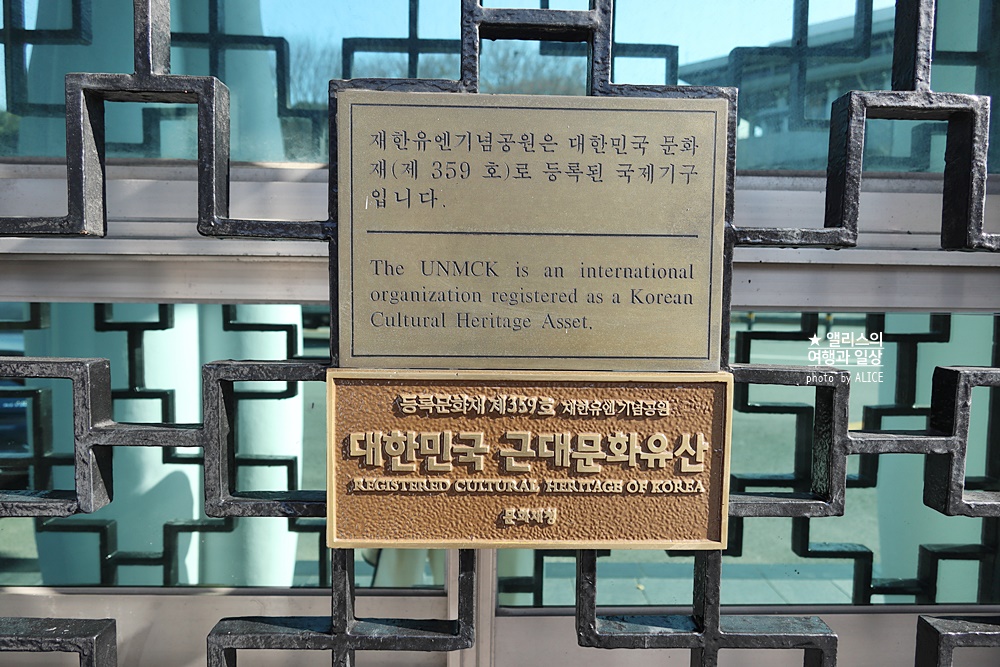 재한유엔기념공원은 대한민국 문화
재(제 359 호)로 등록된 국제기구
입니다.
The UNMCK is an international
organization registered as a Korean
Cultural Heritage Asset.
★ 앨리스의
여행과 일상
photo by ALICE
등록문화재 제359호 재한유엔기념공원
대한민국 근대문화유산
REGISTERED CULTURAL HERITAGE OF KOREA
문화재청